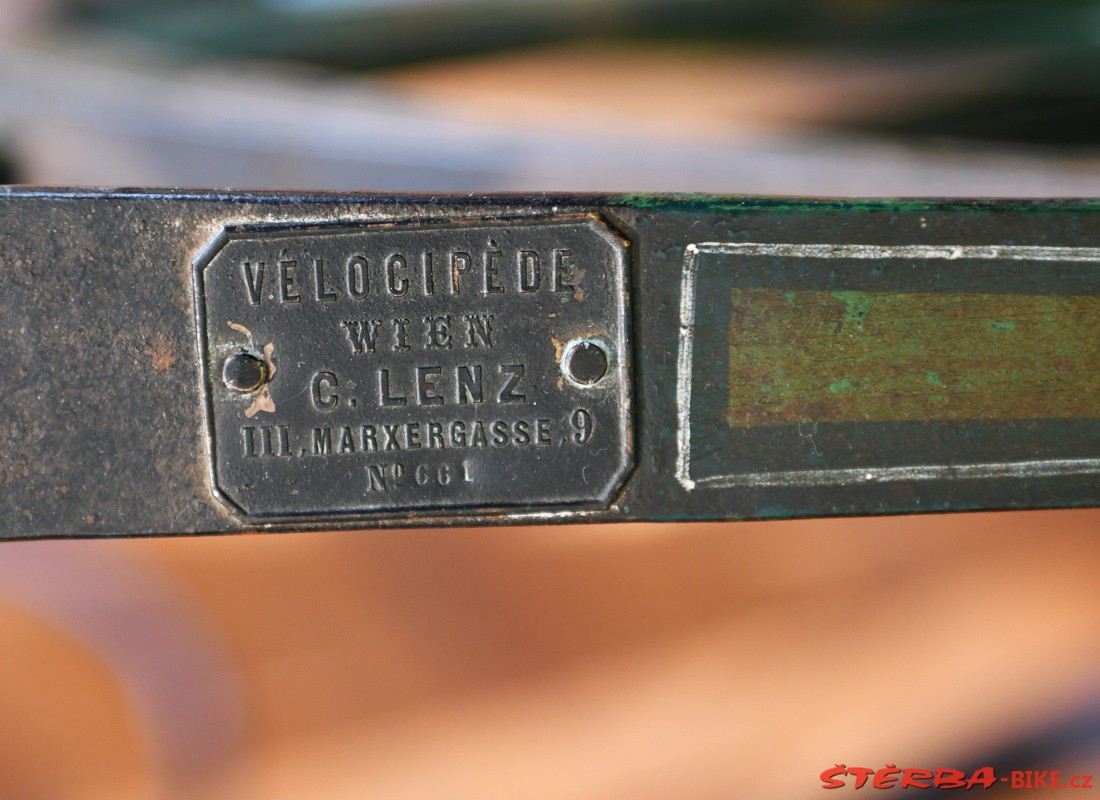 VÉLOCIPÈDE
WIEN
C. LENZ
III, MARXERGASSE, 9
No 661
ŠTĚRBA-BIKE.cz